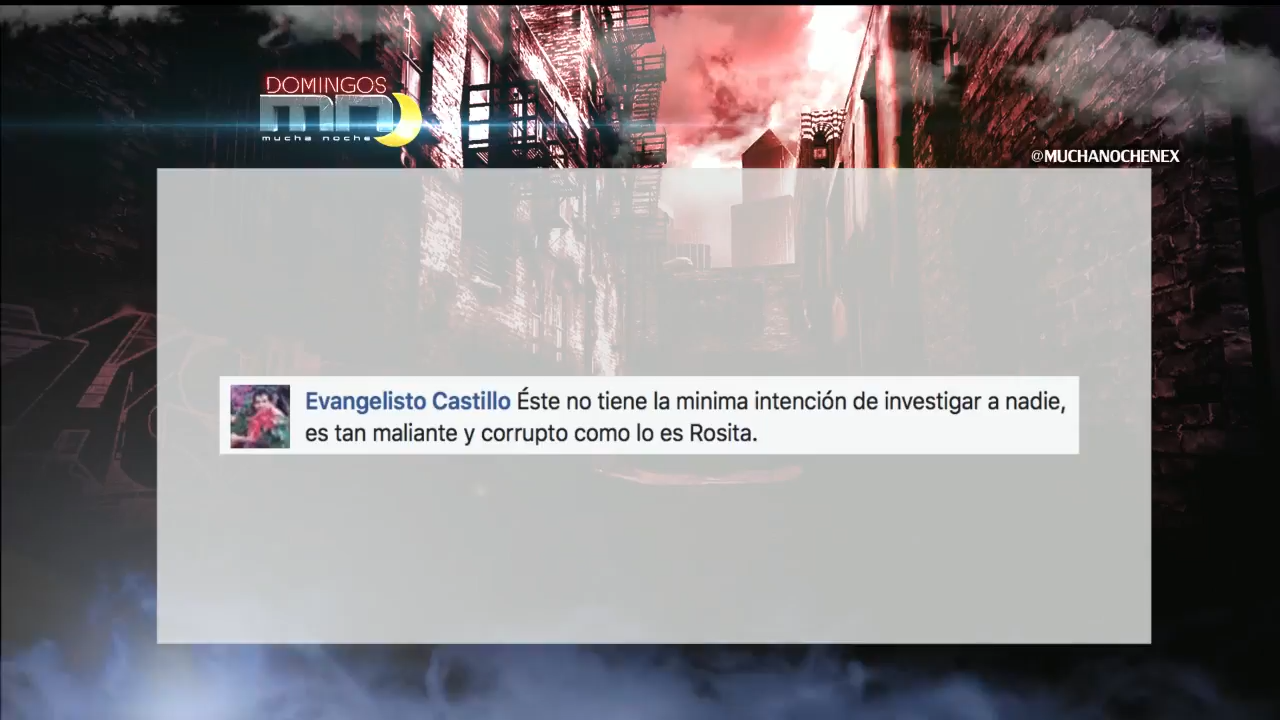 DOMINGOS
mn
mucha noche
@MUCHANOCHENEX
Evangelisto Castillo Éste no tiene la minima intención de investigar a nadie,
es tan maliante y corrupto como lo es Rosita.